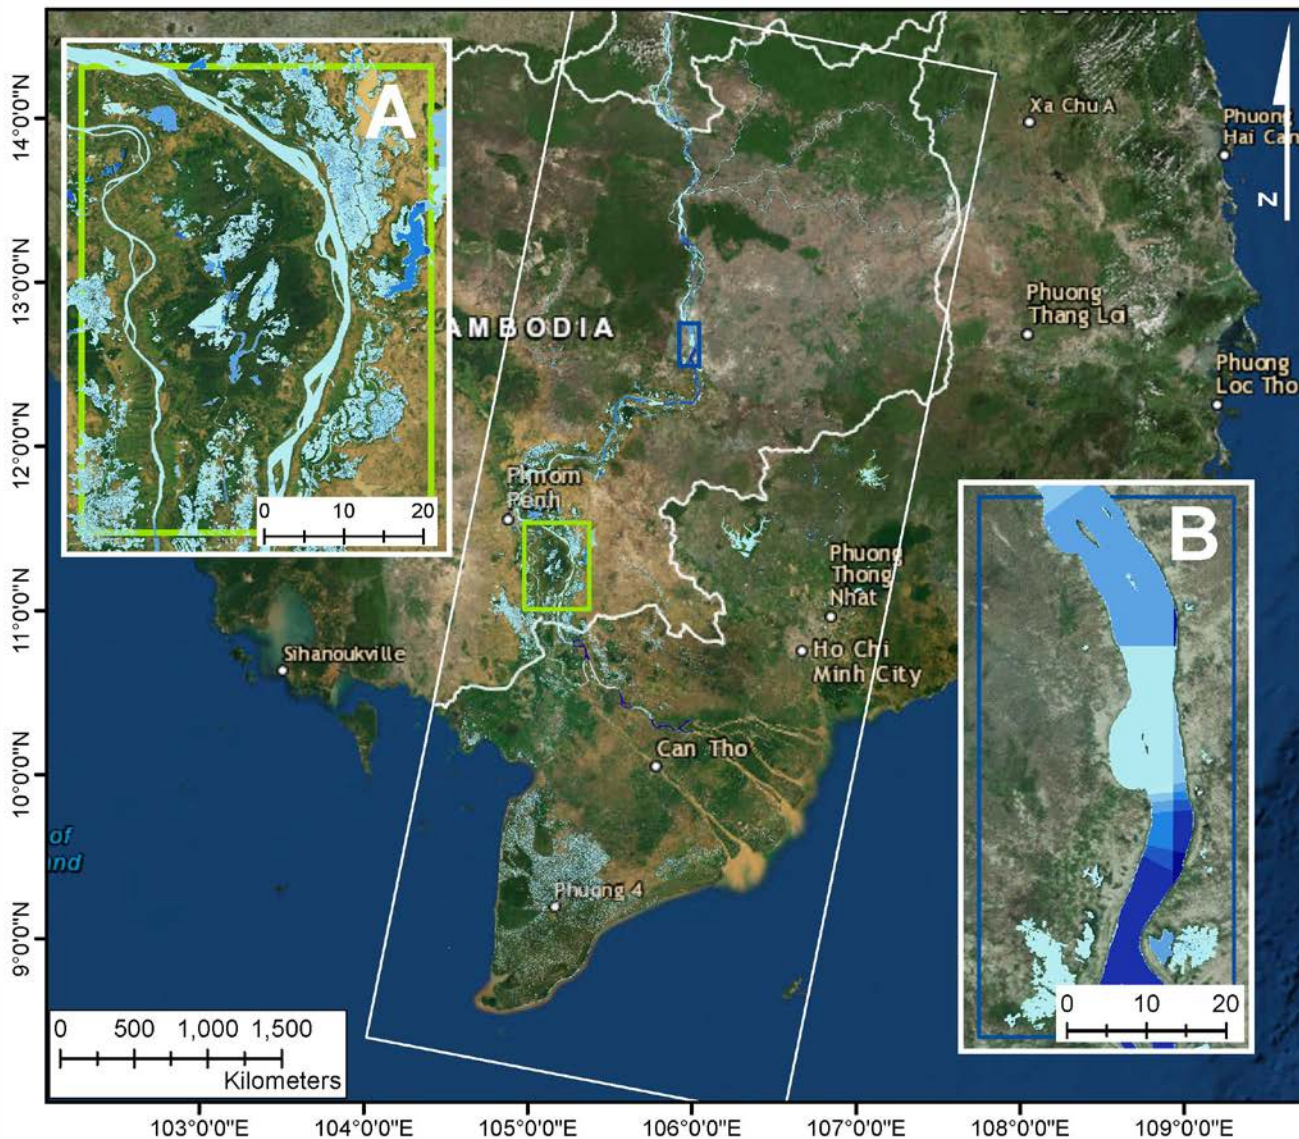 A
Xa Chu A
Phuong
Hai Can
N
Phuong
Thang Loi
AMBODIA
Phuong
Loc Tho
0 10 20
Phnom
Penh
B
Phuong
Thong
Nhat
Sihanoukville
Ho Chi
Minh City
Can Tho
of
and
Phuong 4
0 10 20
0 500 1,000 1,500
Kilometers
14°0'0"N
13°0'0"N
12°0'0"N
11°0'0"N
10°0'0"N
9°0'0"N
103°0'0"E
104°0'0"E
105°0'0"E
106°0'0"E
107°0'0"E
108°0'0"E
109°0'0"E